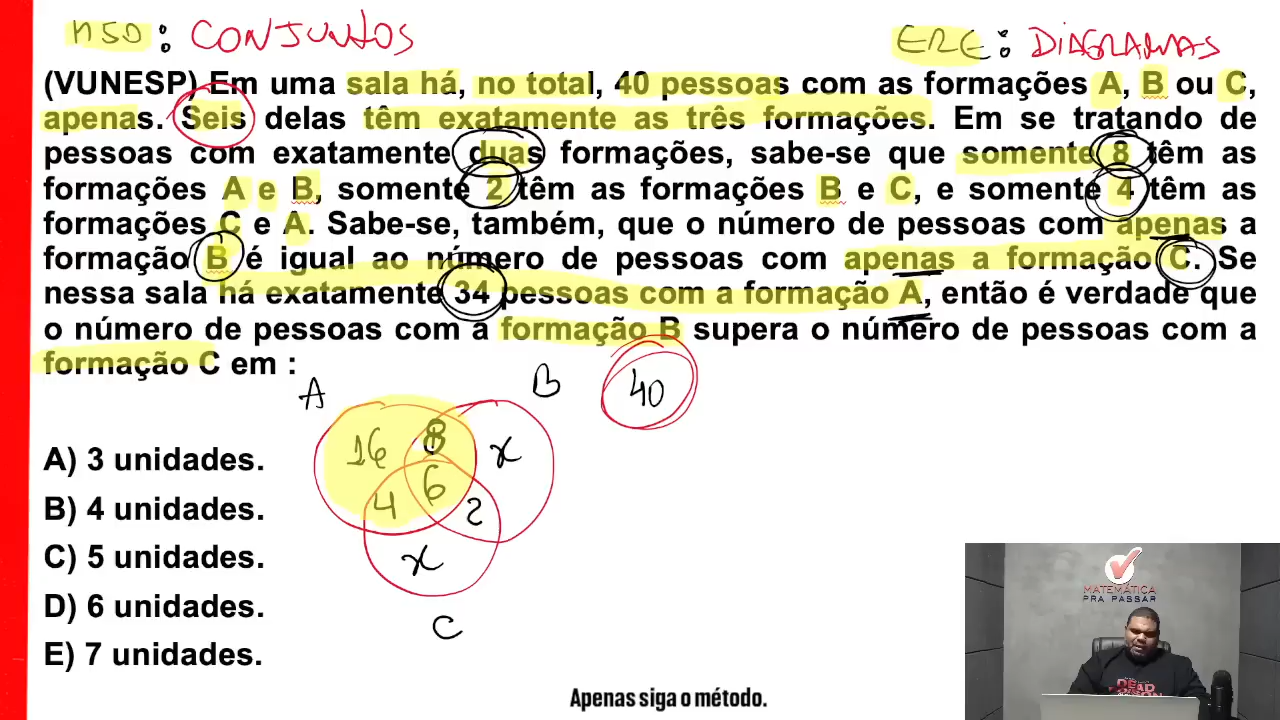 MSD: CONJUNTOS
ERE: DIAGRAMAS
(VUNESP) Em uma sala há, no total, 40 pessoas com as formações A, B ou C,
apenas. Seis delas têm exatamente as três formações. Em se tratando de
pessoas com exatamente duas formações, sabe-se que somente 8 têm as
formações A e B, somente 2 têm as formações B e C, e somente 4 têm as
formações C e A. Sabe-se, também, que o número de pessoas com apenas a
formação B é igual ao número de pessoas com apenas a formação C. Se
nessa sala há exatamente 34 pessoas com a formação A, então é verdade que
o número de pessoas com a formação B supera o número de pessoas com a
formação C em :
A
B
40
16
8
x
6
4
2
x
C
A) 3 unidades.
B) 4 unidades.
C) 5 unidades.
D) 6 unidades.
E) 7 unidades.
MATEMÁTICA
PRA PASSAR
DEAD
Apenas siga o método.